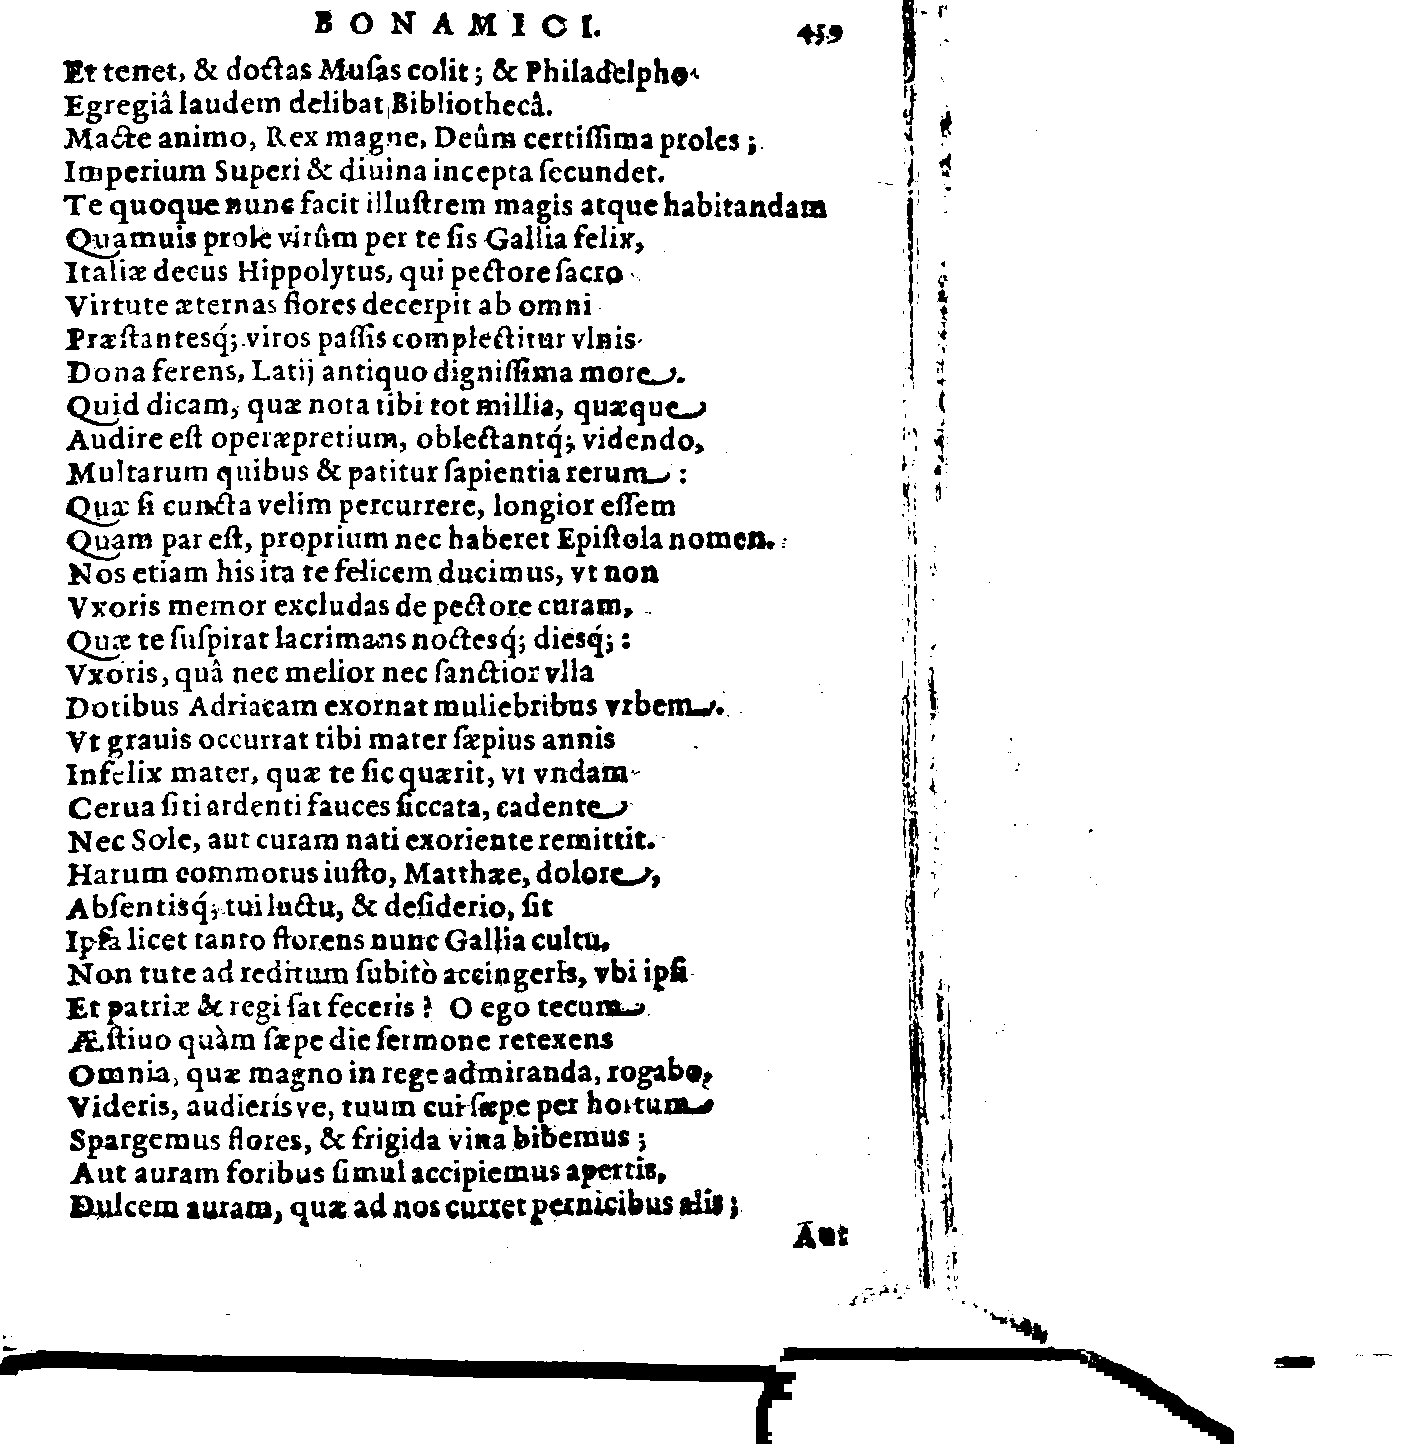 BONAMICI. 459
Et tenet, & doctas Muſas colit; & Philadelpho
Egregiâ laudem delibat Bibliothecâ.
Macte animo, Rex magne, Deûm certiſſima proles;
Imperium Superi & diuina incepta ſecundet.
Te quoque nunc facit illuſtrem magis atque habitandam
Quamuis prole virûm per te ſis Gallia felix,
Italiæ decus Hippolytus, qui pectore ſacro
Virtute æternas flores decerpit ab omni
Præſtantesq́; viros paſſis complectitur vlnis
Dona ferens, Latij antiquo digniſſima more.
Quid dicam, quæ nota tibi tot millia, quæque
Audire eſt operæpretium, oblectantq́; videndo,
Multarum quibus & patitur ſapientia rerum:
Quæ ſi cuncta velim percurrere, longior eſſem
Quam par eſt, proprium nec haberet Epiſtola nomen.
Nos etiam his ita te felicem ducimus, vt non
Vxoris memor excludas de pectore curam,
Quæ te ſuſpirat lacrimans noctesq́; diesq́;:
Vxoris, quâ nec melior nec ſanctior vlla
Dotibus Adriacam exornat muliebribus vrbem.
Vt grauis occurrat tibi mater ſæpius annis
Infelix mater, quæ te ſic quærit, vt vndam
Cerua ſiti ardenti fauces ſiccata, cadente
Nec Sole, aut curam nati exoriente remittit.
Harum commotus iuſto, Matthæe, dolore,
Abſentisq́; tui luctu, & deſiderio, ſit
Ipſa licet tanto florens nunc Gallia cultu,
Non tute ad reditum ſubitò accingeris, vbi ipſi
Et patriæ & regi ſat feceris? O ego tecum
Æſtiuo quàm ſæpe die ſermone retexens
Omnia, quæ magno in rege admiranda, rogabo,
Videris, audierisve, tuum cui ſæpe per hortum
Spargemus flores, & frigida vina bibemus;
Aut auram foribus ſimul accipiemus apertis,
Dulcem auram, quæ ad nos curret pernicibus alis;
Aut